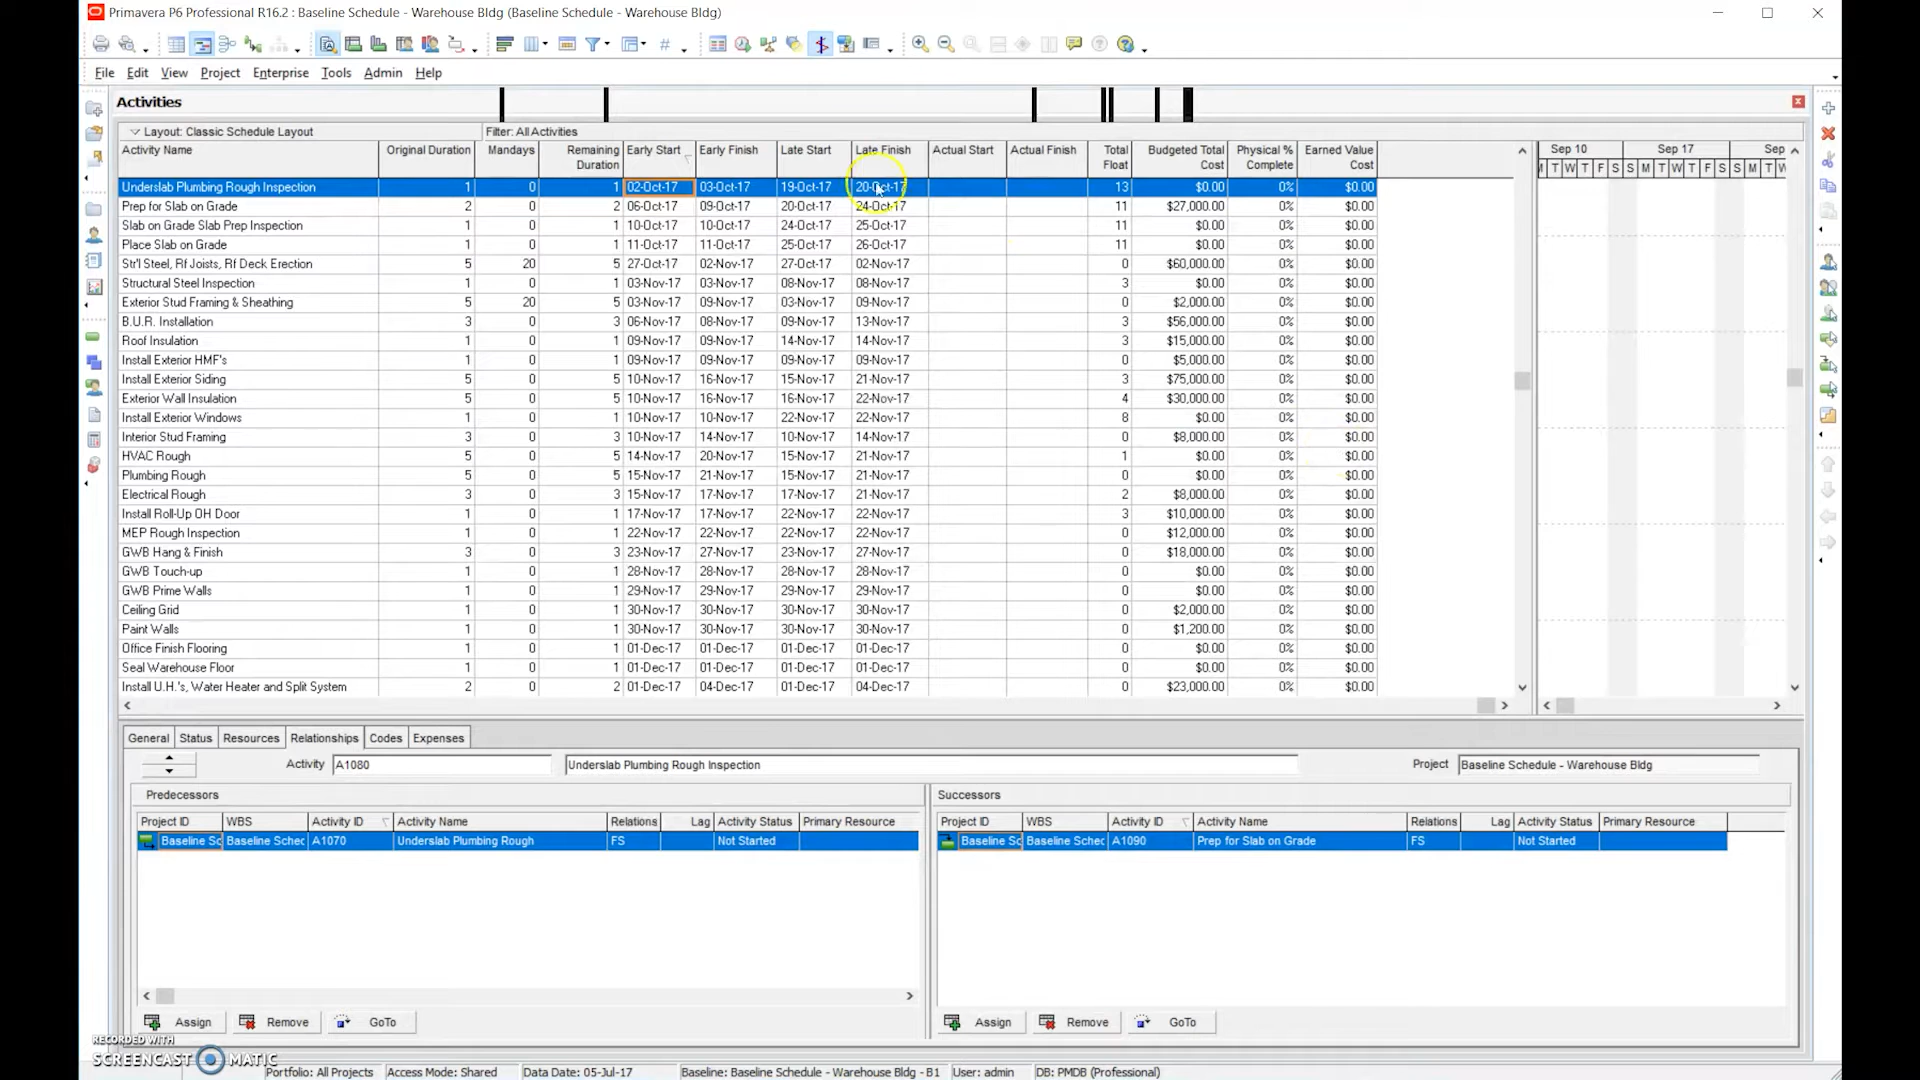 Primavera P6 Professional R16.2 : Baseline Schedule - Warehouse Bldg (Baseline Schedule - Warehouse Bldg)
File Edit View Project Enterprise Tools Admin Help
Activities
Layout: Classic Schedule Layout Filter: All Activities
Activity Name Original Duration Mandays Remaining Duration Early Start Early Finish Late Start Late Finish Actual Start Actual Finish Total Float Budgeted Total Cost Physical % Complete Earned Value Cost Sep 10 Sep 17 Sep
T W T F S S M T W T F S S M T W
Underslab Plumbing Rough Inspection 1 0 1 02-Oct-17 03-Oct-17 19-Oct-17 20-Oct-17 13 $0.00 0% $0.00
Prep for Slab on Grade 2 0 2 06-Oct-17 09-Oct-17 20-Oct-17 24-Oct-17 11 $27,000.00 0% $0.00
Slab on Grade Slab Prep Inspection 1 0 1 10-Oct-17 10-Oct-17 24-Oct-17 25-Oct-17 11 $0.00 0% $0.00
Place Slab on Grade 1 0 1 11-Oct-17 11-Oct-17 25-Oct-17 26-Oct-17 11 $0.00 0% $0.00
Str'l Steel, Rf Joists, Rf Deck Erection 5 20 5 27-Oct-17 02-Nov-17 27-Oct-17 02-Nov-17 0 $60,000.00 0% $0.00
Structural Steel Inspection 1 0 1 03-Nov-17 03-Nov-17 08-Nov-17 08-Nov-17 3 $0.00 0% $0.00
Exterior Stud Framing & Sheathing 5 20 5 03-Nov-17 09-Nov-17 03-Nov-17 09-Nov-17 0 $2,000.00 0% $0.00
B.U.R. Installation 3 0 3 06-Nov-17 08-Nov-17 09-Nov-17 13-Nov-17 3 $56,000.00 0% $0.00
Roof Insulation 1 0 1 09-Nov-17 09-Nov-17 14-Nov-17 14-Nov-17 3 $15,000.00 0% $0.00
Install Exterior HMF's 1 0 1 09-Nov-17 09-Nov-17 09-Nov-17 09-Nov-17 0 $5,000.00 0% $0.00
Install Exterior Siding 5 0 5 10-Nov-17 16-Nov-17 15-Nov-17 21-Nov-17 3 $75,000.00 0% $0.00
Exterior Wall Insulation 5 0 5 10-Nov-17 16-Nov-17 16-Nov-17 22-Nov-17 4 $30,000.00 0% $0.00
Install Exterior Windows 1 0 1 10-Nov-17 10-Nov-17 22-Nov-17 22-Nov-17 8 $0.00 0% $0.00
Interior Stud Framing 3 0 3 10-Nov-17 14-Nov-17 10-Nov-17 14-Nov-17 0 $8,000.00 0% $0.00
HVAC Rough 5 0 5 14-Nov-17 20-Nov-17 15-Nov-17 21-Nov-17 1 $0.00 0% $0.00
Plumbing Rough 5 0 5 15-Nov-17 21-Nov-17 15-Nov-17 21-Nov-17 0 $0.00 0% $0.00
Electrical Rough 3 0 3 15-Nov-17 17-Nov-17 17-Nov-17 21-Nov-17 2 $8,000.00 0% $0.00
Install Roll-Up OH Door 1 0 1 17-Nov-17 17-Nov-17 22-Nov-17 22-Nov-17 3 $10,000.00 0% $0.00
MEP Rough Inspection 1 0 1 22-Nov-17 22-Nov-17 22-Nov-17 22-Nov-17 0 $12,000.00 0% $0.00
GWB Hang & Finish 3 0 3 23-Nov-17 27-Nov-17 23-Nov-17 27-Nov-17 0 $18,000.00 0% $0.00
GWB Touch-up 1 0 1 28-Nov-17 28-Nov-17 28-Nov-17 28-Nov-17 0 $0.00 0% $0.00
GWB Prime Walls 1 0 1 29-Nov-17 29-Nov-17 29-Nov-17 29-Nov-17 0 $0.00 0% $0.00
Ceiling Grid 1 0 1 30-Nov-17 30-Nov-17 30-Nov-17 30-Nov-17 0 $2,000.00 0% $0.00
Paint Walls 1 0 1 30-Nov-17 30-Nov-17 30-Nov-17 30-Nov-17 0 $1,200.00 0% $0.00
Office Finish Flooring 1 0 1 01-Dec-17 01-Dec-17 01-Dec-17 01-Dec-17 0 $0.00 0% $0.00
Seal Warehouse Floor 1 0 1 01-Dec-17 01-Dec-17 01-Dec-17 01-Dec-17 0 $0.00 0% $0.00
Install U.H.'s, Water Heater and Split System 2 0 2 01-Dec-17 04-Dec-17 01-Dec-17 04-Dec-17 0 $23,000.00 0% $0.00
General Status Resources Relationships Codes Expenses
Activity A1080 Underslab Plumbing Rough Inspection Project Baseline Schedule - Warehouse Bldg
Predecessors Successors
Project ID WBS Activity ID Activity Name Relations Lag Activity Status Primary Resource Project ID WBS Activity ID Activity Name Relations Lag Activity Status Primary Resource
Baseline Sc Baseline Sched A1070 Underslab Plumbing Rough FS Not Started Baseline Sc Baseline Sched A1090 Prep for Slab on Grade FS Not Started
Assign Remove GoTo Assign Remove GoTo
RECORDED WITH
SCREENCAST MATIC
Portfolio: All Projects Access Mode: Shared Data Date: 05-Jul-17 Baseline: Baseline Schedule - Warehouse Bldg - B1 User: admin DB: PMDB (Professional)